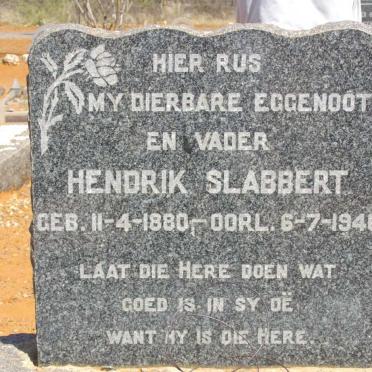 HIER RUS
MY DIERBARE EGGENOOT
EN VADER
HENDRIK SLABBERT
GEB. 11-4-1880,-OORL. 6-7-194
LAAT DIE HERE DOEN WAT
GOED IS IN SY OË
WANT HY IS DIE HERE.